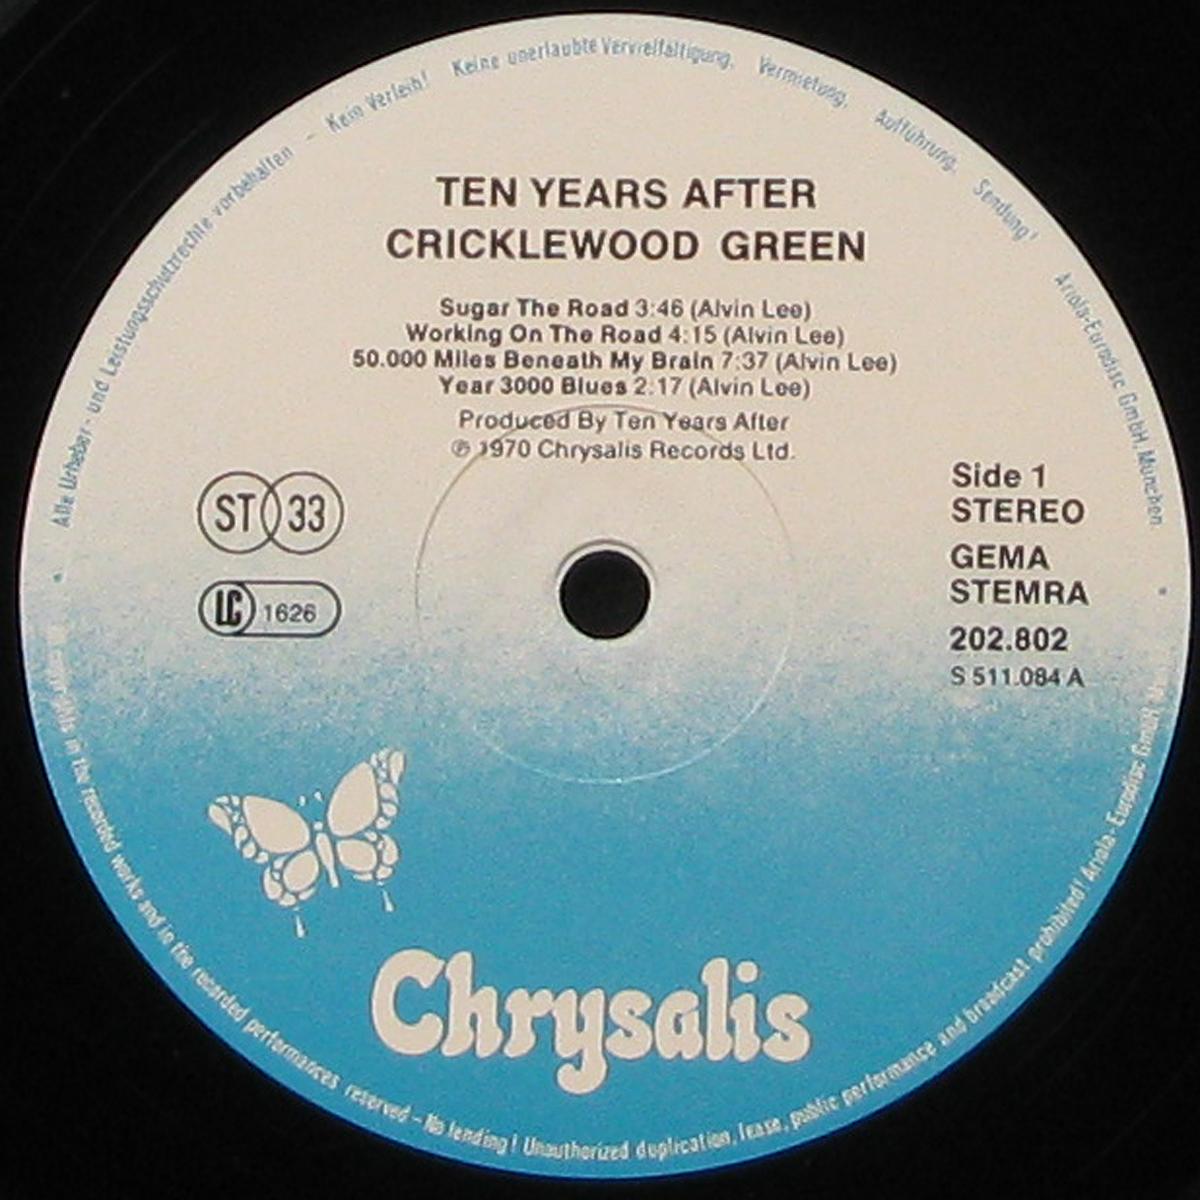 Alle Urheber- und Leistungsschutzrechte vorbehalten – Kein Verleih! Keine unerlaubte Vervielfältigung, Vermietung, Aufführung, Sendung! Ariola-Eurodisc GmbH, München
TEN YEARS AFTER
CRICKLEWOOD GREEN
Sugar The Road 3:46 (Alvin Lee)
Working On The Road 4:15 (Alvin Lee)
50.000 Miles Beneath My Brain 7:37 (Alvin Lee)
Year 3000 Blues 2:17 (Alvin Lee)
Produced By Ten Years After
℗ 1970 Chrysalis Records Ltd.
ST 33
LC 1626
Side 1
STEREO
GEMA
STEMRA
202.802
S 511.084 A
Chrysalis
in the recorded works and in the recorded performances reserved – No lending! Unauthorized duplication, lease, public performance and broadcast prohibited! Ariola-Eurodisc GmbH